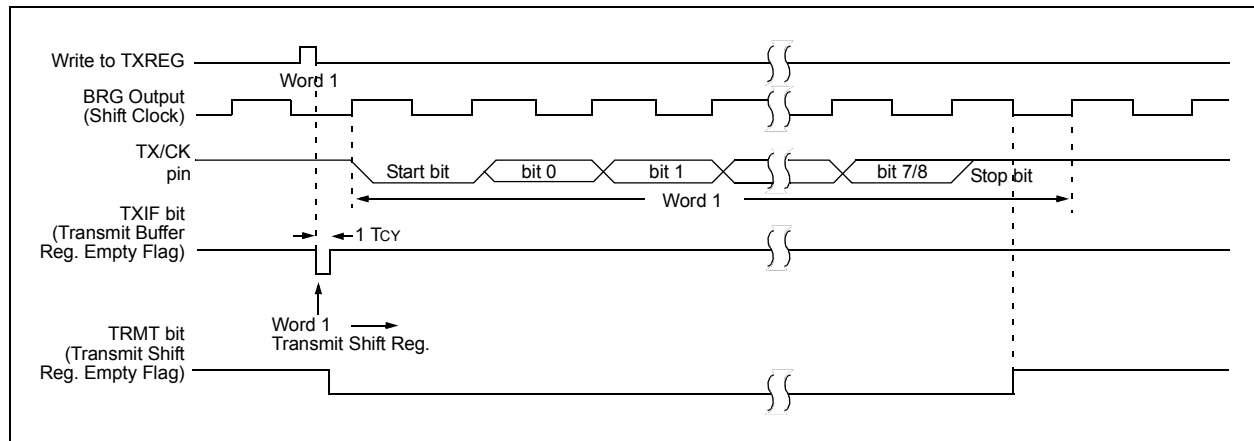 Write to TXREG
Word 1
BRG Output
(Shift Clock)
TX/CK
pin
Start bit
bit 0
bit 1
bit 7/8
Stop bit
Word 1
TXIF bit
(Transmit Buffer
Reg. Empty Flag)
1 TCY
Word 1
Transmit Shift Reg.
TRMT bit
(Transmit Shift
Reg. Empty Flag)